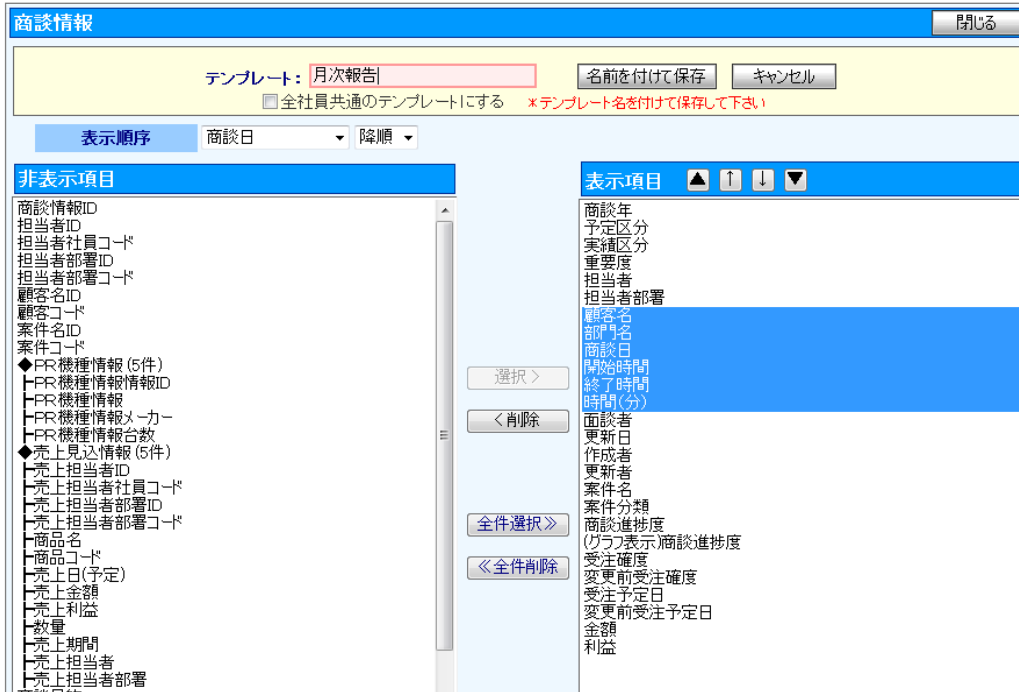 商談情報
閉じる
テンプレート： 月次報告
名前を付けて保存
キャンセル
全社員共通のテンプレートにする
*テンプレート名を付けて保存して下さい
表示順序
商談日
降順
非表示項目
商談情報ID
担当者ID
担当者社員コード
担当者部署ID
担当者部署コード
顧客名ID
顧客コード
案件名ID
案件コード
◆PR機種情報(5件)
┣PR機種情報情報ID
┣PR機種情報
┣PR機種情報メーカー
┣PR機種情報台数
◆売上見込情報(5件)
┣売上担当者ID
┣売上担当者社員コード
┣売上担当者部署ID
┣売上担当者部署コード
┣商品名
┣商品コード
┣売上日(予定)
┣売上金額
┣売上利益
┣数量
┣売上期間
┣売上担当者
┣売上担当者部署
選択＞
＜削除
全件選択≫
≪全件削除
表示項目 ▲ ↑ ↓ ▼
商談年
予定区分
実績区分
重要度
担当者
担当者部署
顧客名
部門名
商談日
開始時間
終了時間
時間(分)
面談者
更新日
作成者
更新者
案件名
案件分類
商談進捗度
(グラフ表示)商談進捗度
受注確度
変更前受注確度
受注予定日
変更前受注予定日
金額
利益